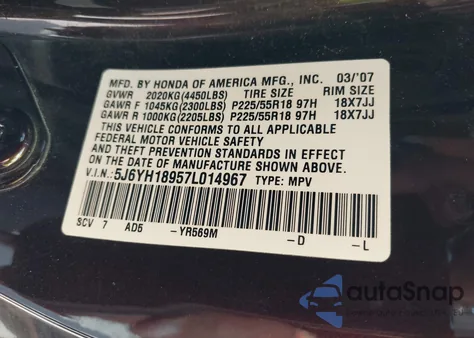 MFD. BY HONDA OF AMERICA MFG., INC. 03/'07
GVWR 2020KG(4450LBS) TIRE SIZE RIM SIZE
GAWR F 1045KG(2300LBS) P225/55R18 97H 18X7JJ
GAWR R 1000KG(2205LBS) P225/55R18 97H 18X7JJ
THIS VEHICLE CONFORMS TO ALL APPLICABLE
FEDERAL MOTOR VEHICLE SAFETY AND
THEFT PREVENTION STANDARDS IN EFFECT ON
THE DATE OF MANUFACTURE SHOWN ABOVE.
V.I.N.: 5J6YH18957L014967 TYPE: MPV
SCV 7 AD5 -YR569M -D -L
autoSnap